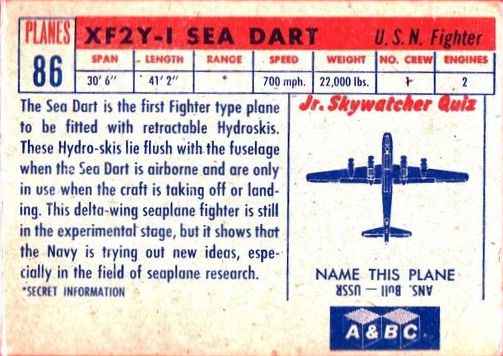 PLANES
86
XF2Y-1 SEA DART U.S.N. Fighter
SPAN LENGTH RANGE SPEED WEIGHT NO. CREW ENGINES
30' 6" 41' 2" * 700 mph. 22,000 lbs. 1 2
The Sea Dart is the first Fighter type plane
to be fitted with retractable Hydroskis.
These Hydro-skis lie flush with the fuselage
when the Sea Dart is airborne and are only
in use when the craft is taking off or land-
ing. This delta-wing seaplane fighter is still
in the experimental stage, but it shows that
the Navy is trying out new ideas, espe-
cially in the field of seaplane research.
*SECRET INFORMATION
Jr. Skywatcher Quiz
NAME THIS PLANE
ANS. Bull — USSR
A & BC